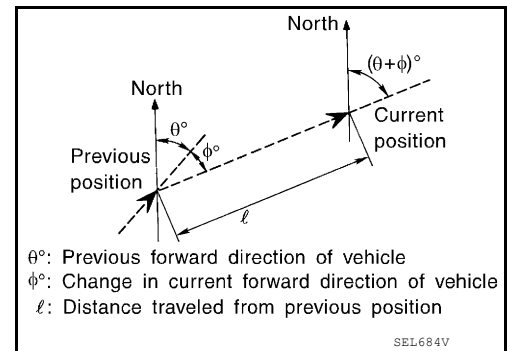 North
(θ+ϕ)°
North
θ°
ϕ°
Current
position
Previous
position
ℓ
θ°: Previous forward direction of vehicle
ϕ°: Change in current forward direction of vehicle
ℓ: Distance traveled from previous position
SEL684V